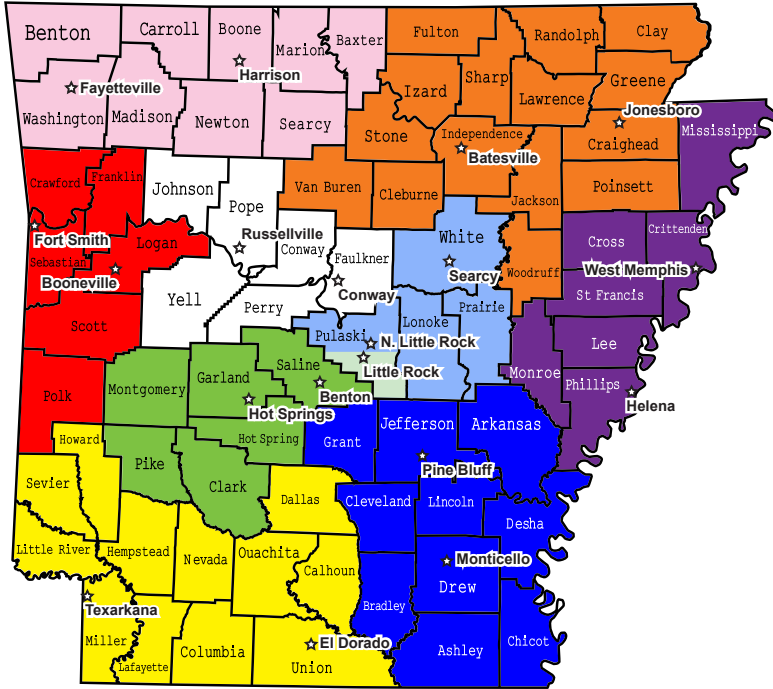 Benton
Carroll
Boone
Marion
Baxter
Fulton
Randolph
Clay
Harrison
Fayetteville
Izard
Sharp
Lawrence
Greene
Washington
Madison
Newton
Searcy
Stone
Independence
Batesville
Jonesboro
Craighead
Mississippi
Crawford
Franklin
Johnson
Pope
Van Buren
Cleburne
Jackson
Poinsett
Fort Smith
Logan
Russellville
Conway
Faulkner
White
Cross
Crittenden
Sebastian
Booneville
Conway
Searcy
Woodruff
West Memphis
St Francis
Yell
Perry
Scott
Pulaski
Lonoke
Prairie
N. Little Rock
Little Rock
Lee
Monroe
Phillips
Polk
Montgomery
Garland
Saline
Benton
Hot Springs
Helena
Howard
Hot Spring
Grant
Jefferson
Arkansas
Pine Bluff
Sevier
Pike
Clark
Dallas
Cleveland
Lincoln
Desha
Little River
Hempstead
Nevada
Ouachita
Calhoun
Monticello
Drew
Texarkana
Bradley
Miller
Lafayette
Columbia
El Dorado
Union
Ashley
Chicot